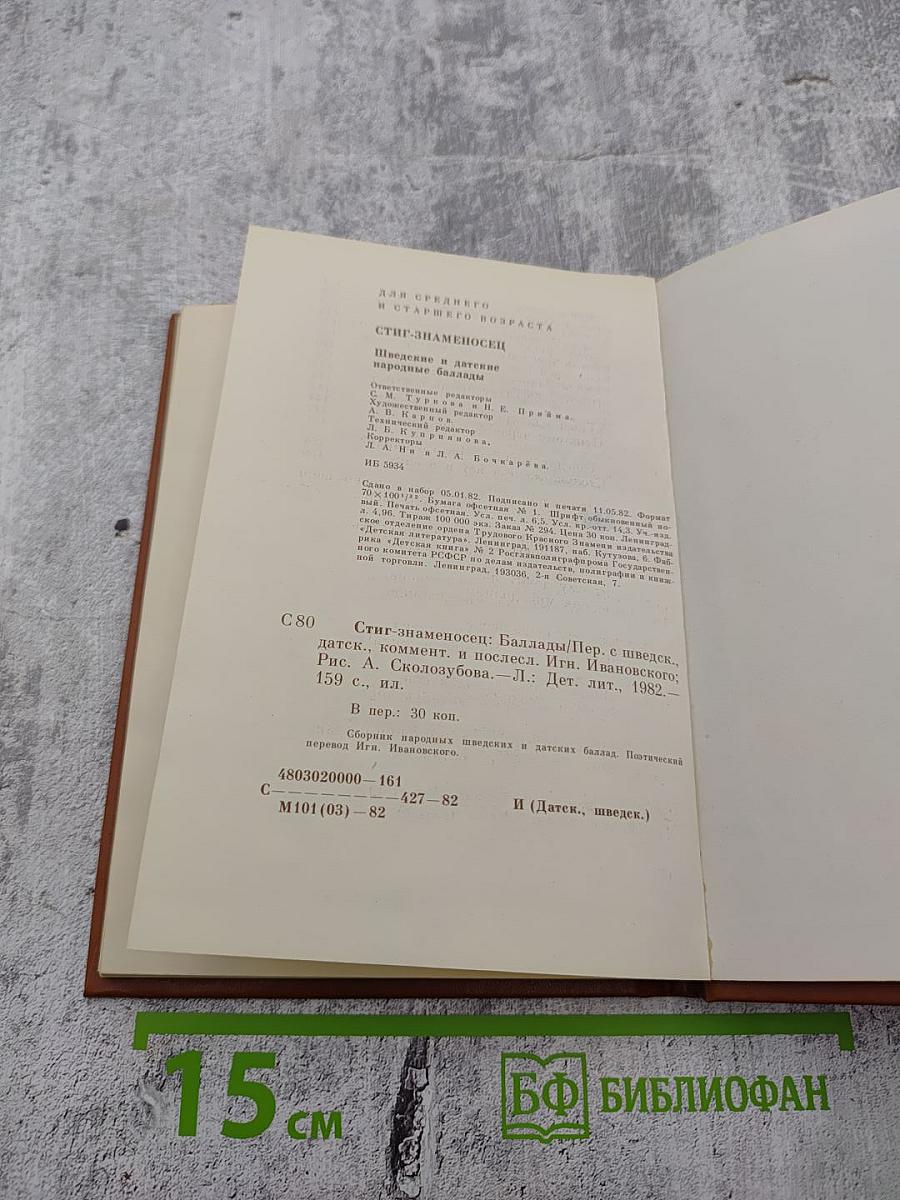 ДЛЯ СРЕДНЕГО
И СТАРШЕГО ВОЗРАСТА
СТИГ-ЗНАМЕНОСЕЦ
Шведские и датские
народные баллады
Ответственные редакторы
С. М. Туркова и Н. Е. Прийма.
Художественный редактор
А. В. Карпов.
Технический редактор
Л. Б. Куприянова.
Корректоры
Л. А. Ни и Л. А. Бочкарёва.
ИБ 5934
Сдано в набор 05.01.82. Подписано к печати 11.05.82. Формат
70×100¹/³². Бумага офсетная № 1. Шрифт обыкновенный но-
вый. Печать офсетная. Усл. печ. л. 6,5. Усл. кр.-отт. 14,3. Уч.-изд.
л. 4,96. Тираж 100 000 экз. Заказ № 294. Цена 30 коп. Ленинград-
ское отделение ордена Трудового Красного Знамени издательства
«Детская литература». Ленинград, 191187, наб. Кутузова, 6. Фаб-
рика «Детская книга» № 2 Росглавполиграфпрома Государствен-
ного комитета РСФСР по делам издательств, полиграфии и книж-
ной торговли. Ленинград, 193036, 2-я Советская, 7.
С 80 Стиг-знаменосец: Баллады/Пер. с шведск.,
датск., коммент. и послесл. Игн. Ивановского;
Рис. А. Сколозубова.—Л.: Дет. лит., 1982.—
159 с., ил.
В пер.: 30 коп.
Сборник народных шведских и датских баллад. Поэтический
перевод Игн. Ивановского.
4803020000—161
С————————427—82 И (Датск., шведск.)
М101(03)—82
15 см
БФ БИБЛИОФАН